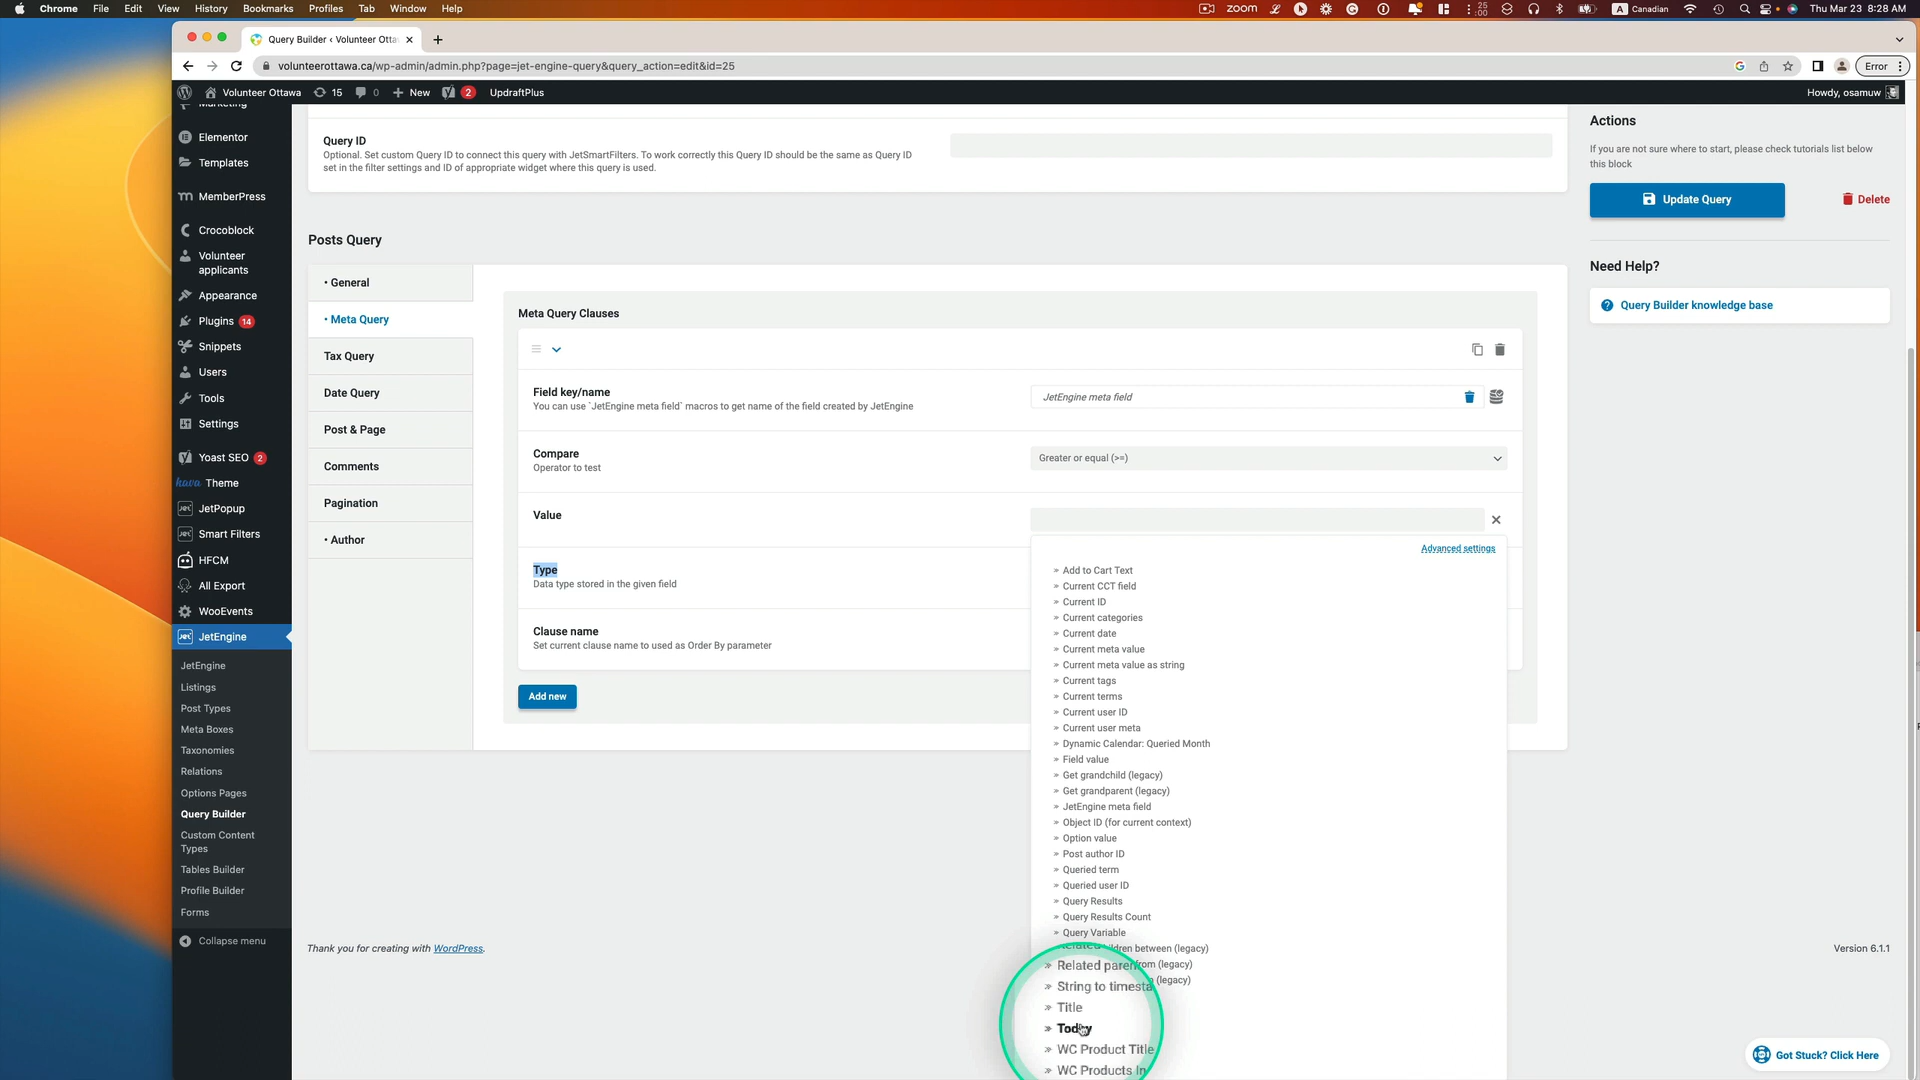 Chrome File Edit View History Bookmarks Profiles Tab Window Help
zoom 25 :00 A Canadian Thu Mar 23 8:28 AM
Query Builder ‹ Volunteer Otta
volunteerottawa.ca/wp-admin/admin.php?page=jet-engine-query&query_action=edit&id=25
Error
Volunteer Ottawa 15 0 New 2 UpdraftPlus
Howdy, osamuw
Marketing
Elementor
Templates
MemberPress
Crocoblock
Volunteer
applicants
Appearance
Plugins 14
Snippets
Users
Tools
Settings
Yoast SEO 2
kava Theme
JetPopup
Smart Filters
HFCM
All Export
WooEvents
JetEngine
JetEngine
Listings
Post Types
Meta Boxes
Taxonomies
Relations
Options Pages
Query Builder
Custom Content
Types
Tables Builder
Profile Builder
Forms
Collapse menu
Query ID
Optional. Set custom Query ID to connect this query with JetSmartFilters. To work correctly this Query ID should be the same as Query ID
set in the filter settings and ID of appropriate widget where this query is used.
Posts Query
• General
• Meta Query
Tax Query
Date Query
Post & Page
Comments
Pagination
• Author
Meta Query Clauses
Field key/name
You can use `JetEngine meta field` macros to get name of the field created by JetEngine
JetEngine meta field
Compare
Operator to test
Greater or equal (>=)
Value
Type
Data type stored in the given field
Clause name
Set current clause name to used as Order By parameter
Add new
Advanced settings
» Add to Cart Text
» Current CCT field
» Current ID
» Current categories
» Current date
» Current meta value
» Current meta value as string
» Current tags
» Current terms
» Current user ID
» Current user meta
» Dynamic Calendar: Queried Month
» Field value
» Get grandchild (legacy)
» Get grandparent (legacy)
» JetEngine meta field
» Object ID (for current context)
» Option value
» Post author ID
» Queried term
» Queried user ID
» Query Results
» Query Results Count
» Query Variable
between (legacy)
» Related (legacy)
(legacy)
» String to
» Title
» Today
» WC Product Title
» WC Products
Actions
If you are not sure where to start, please check tutorials list below
this block
Update Query
Delete
Need Help?
Query Builder knowledge base
Thank you for creating with WordPress.
Version 6.1.1
Got Stuck? Click Here